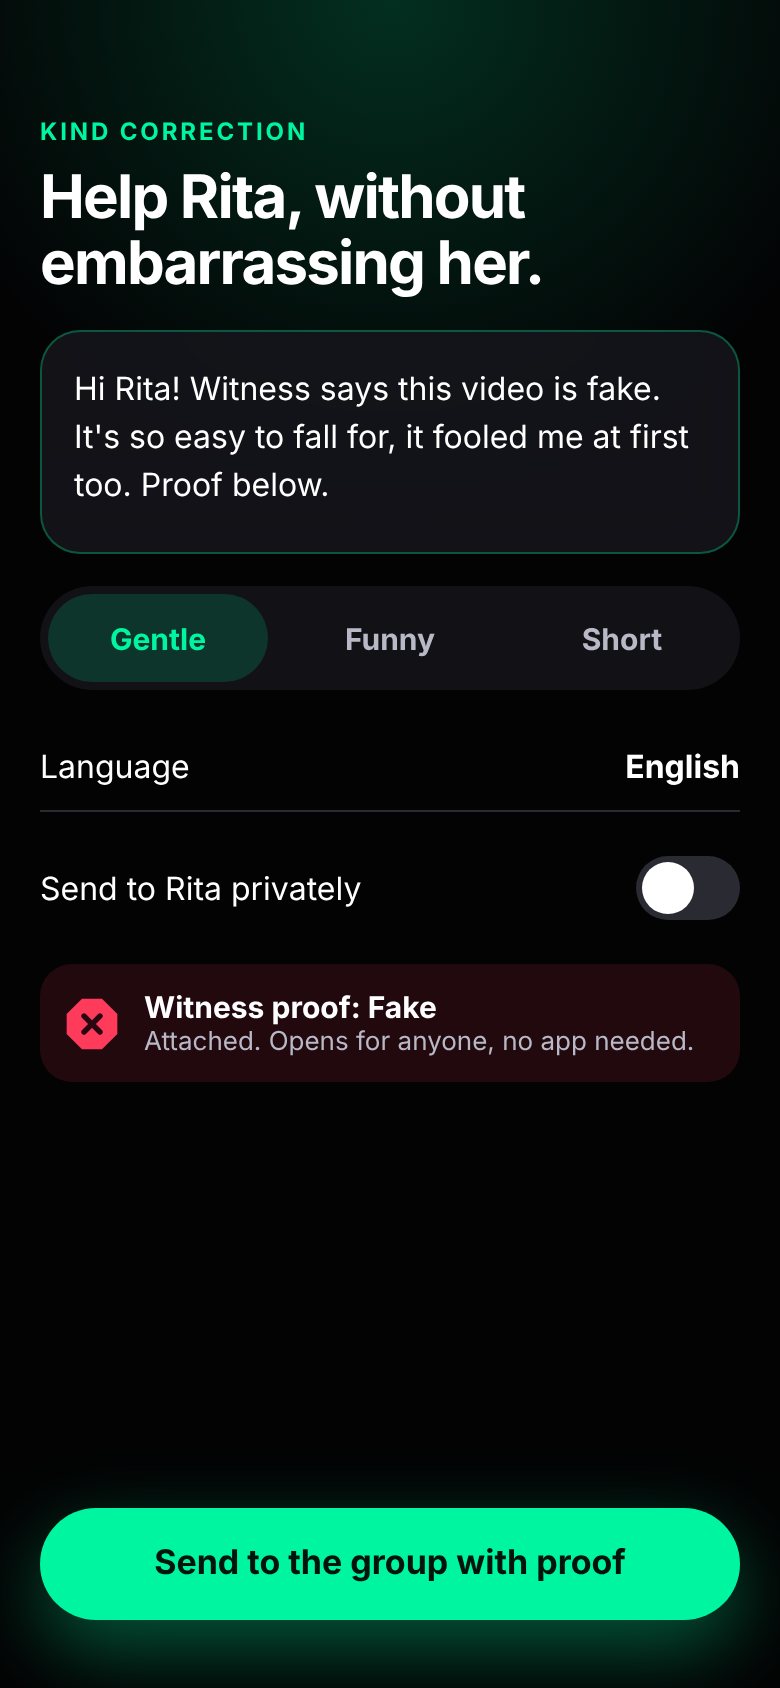 KIND CORRECTION
Help Rita, without
embarrassing her.
Hi Rita! Witness says this video is fake.
It's so easy to fall for, it fooled me at first
too. Proof below.
Gentle Funny Short
Language English
Send to Rita privately
Witness proof: Fake
Attached. Opens for anyone, no app needed.
Send to the group with proof